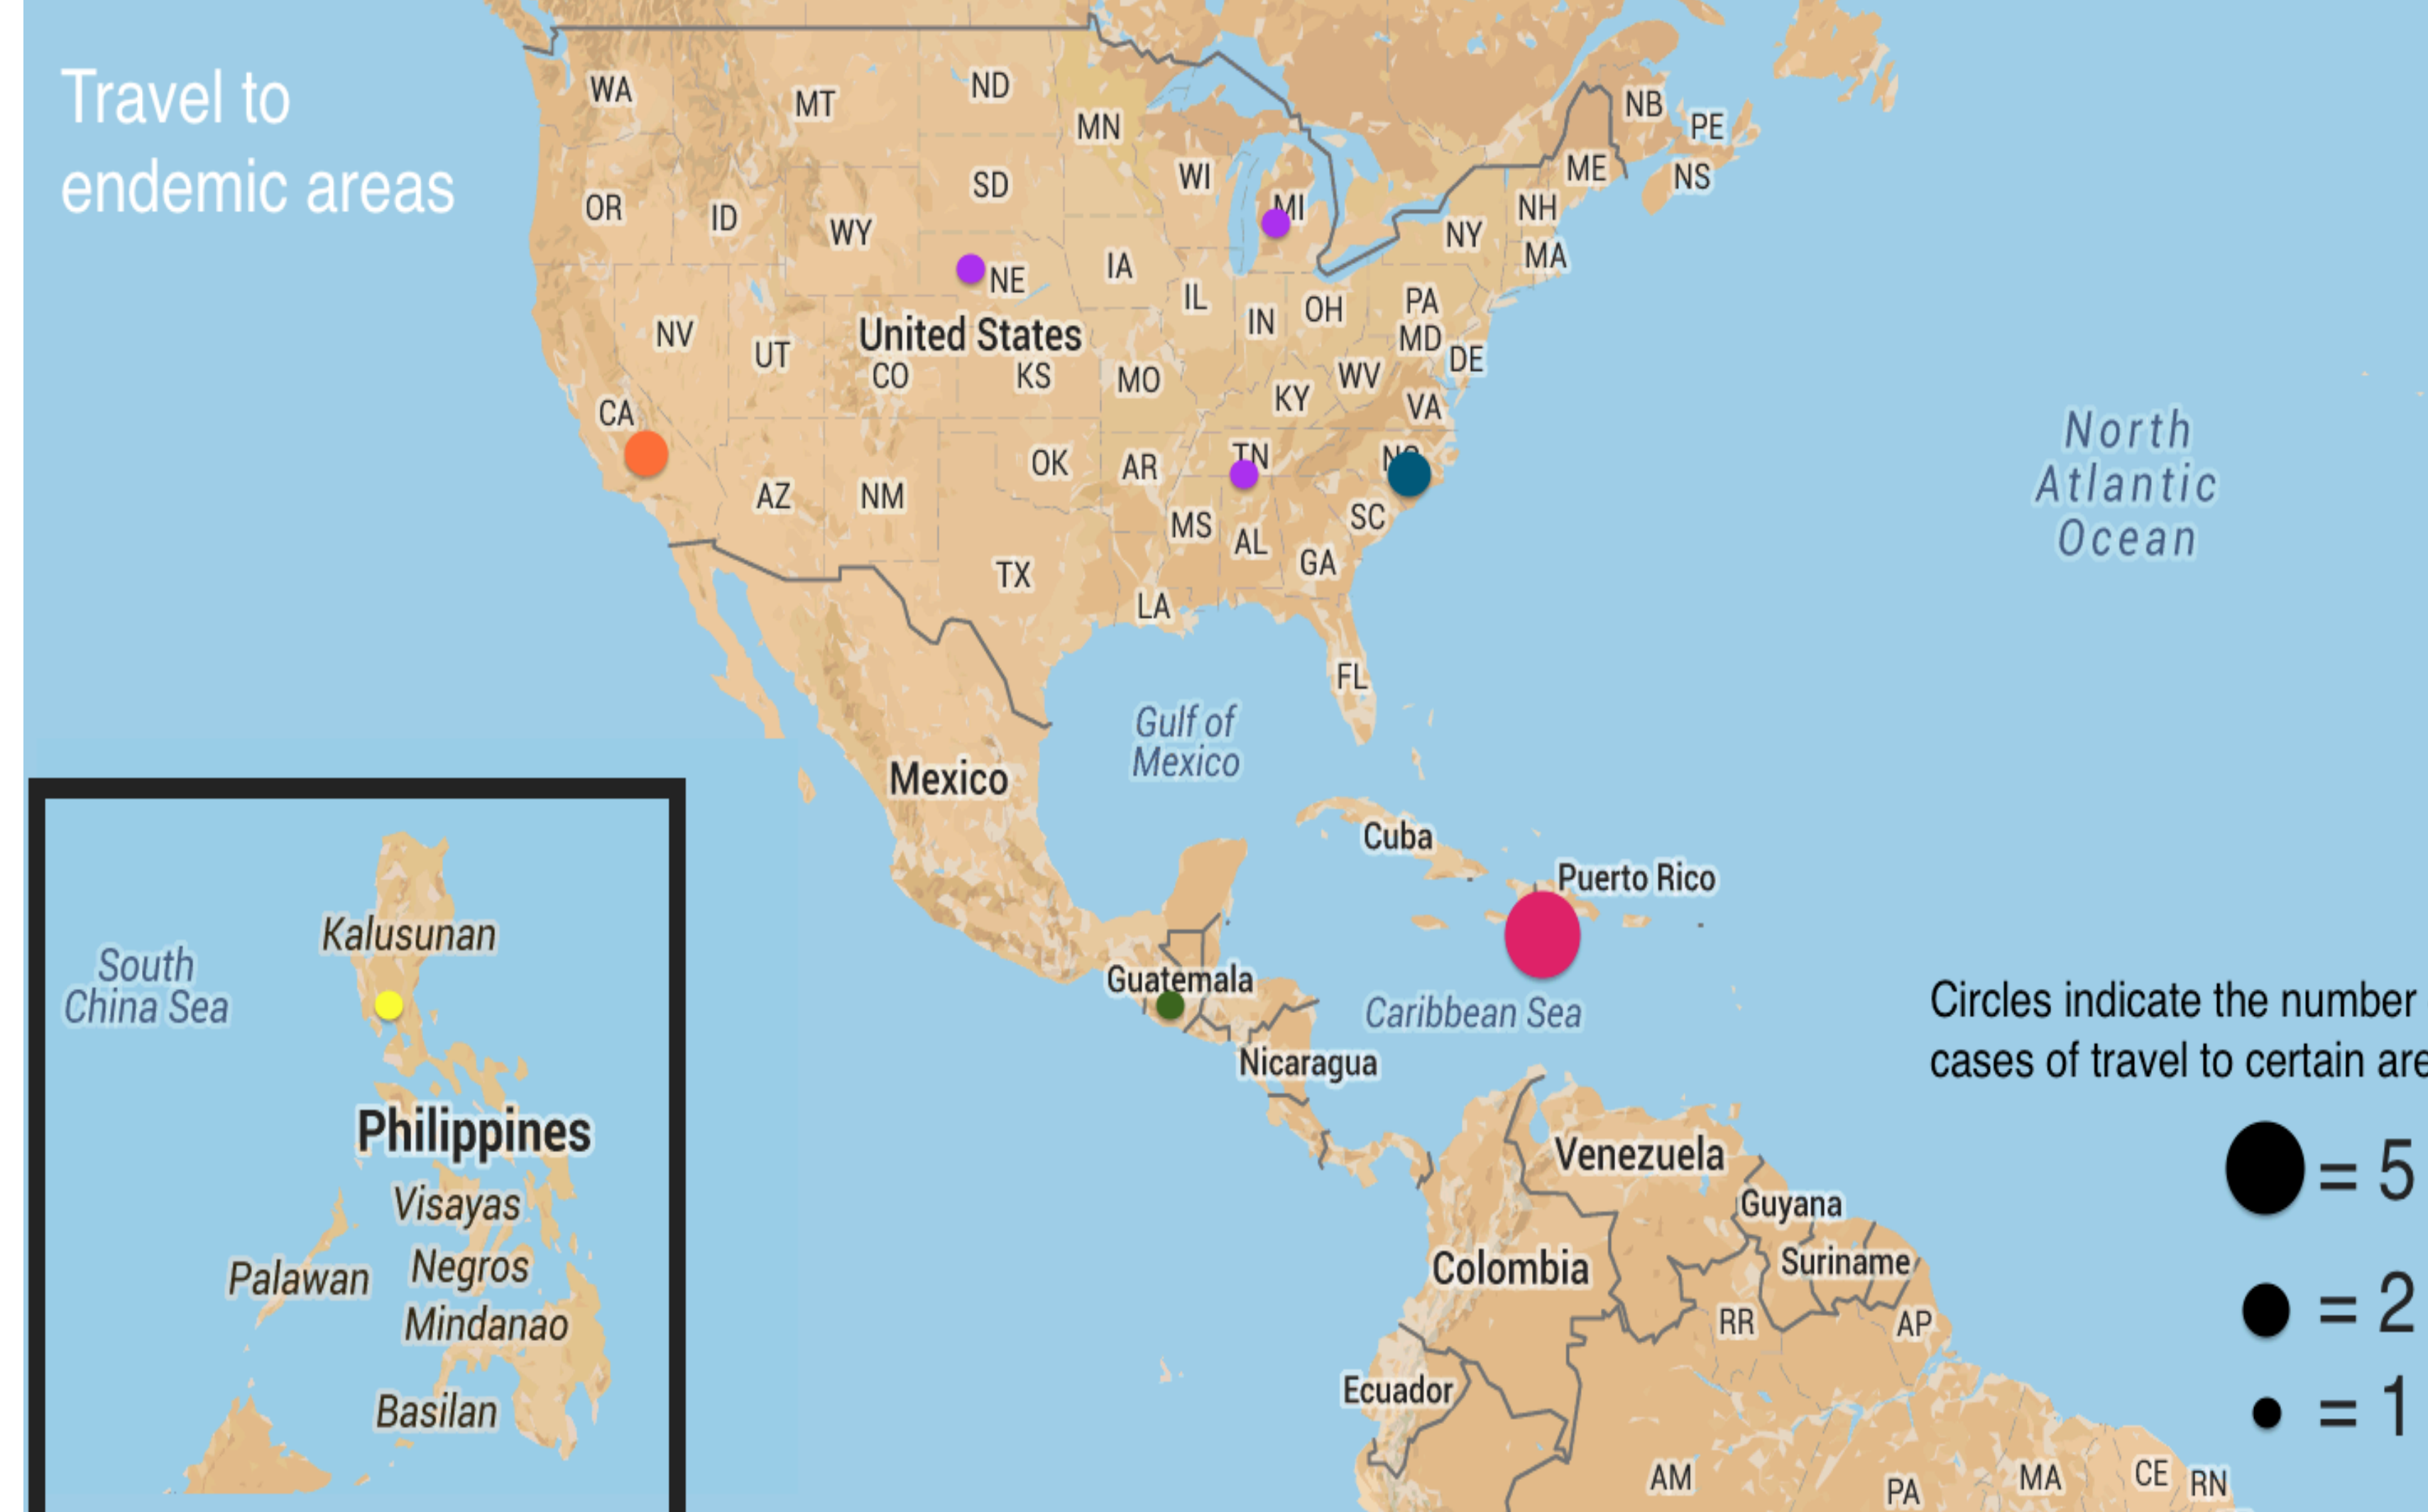 Travel to
endemic areas
WA
MT
ND
MN
NB
PE
NS
ME
OR
ID
WY
SD
WI
MI
NH
NY
MA
NE
IA
IL
IN
OH
PA
MD
DE
NV
UT
United States
CO
KS
MO
KY
WV
VA
CA
AZ
NM
OK
AR
TN
MS
AL
SC
GA
TX
LA
FL
North
Atlantic
Ocean
Gulf of
Mexico
Mexico
Cuba
Puerto Rico
Guatemala
Caribbean Sea
Nicaragua
Venezuela
Guyana
Suriname
Colombia
RR
AP
Ecuador
AM
PA
MA
CE
RN
Kalusunan
South
China Sea
Philippines
Visayas
Palawan
Negros
Mindanao
Basilan
Circles indicate the number
cases of travel to certain are
= 5
= 2
= 1